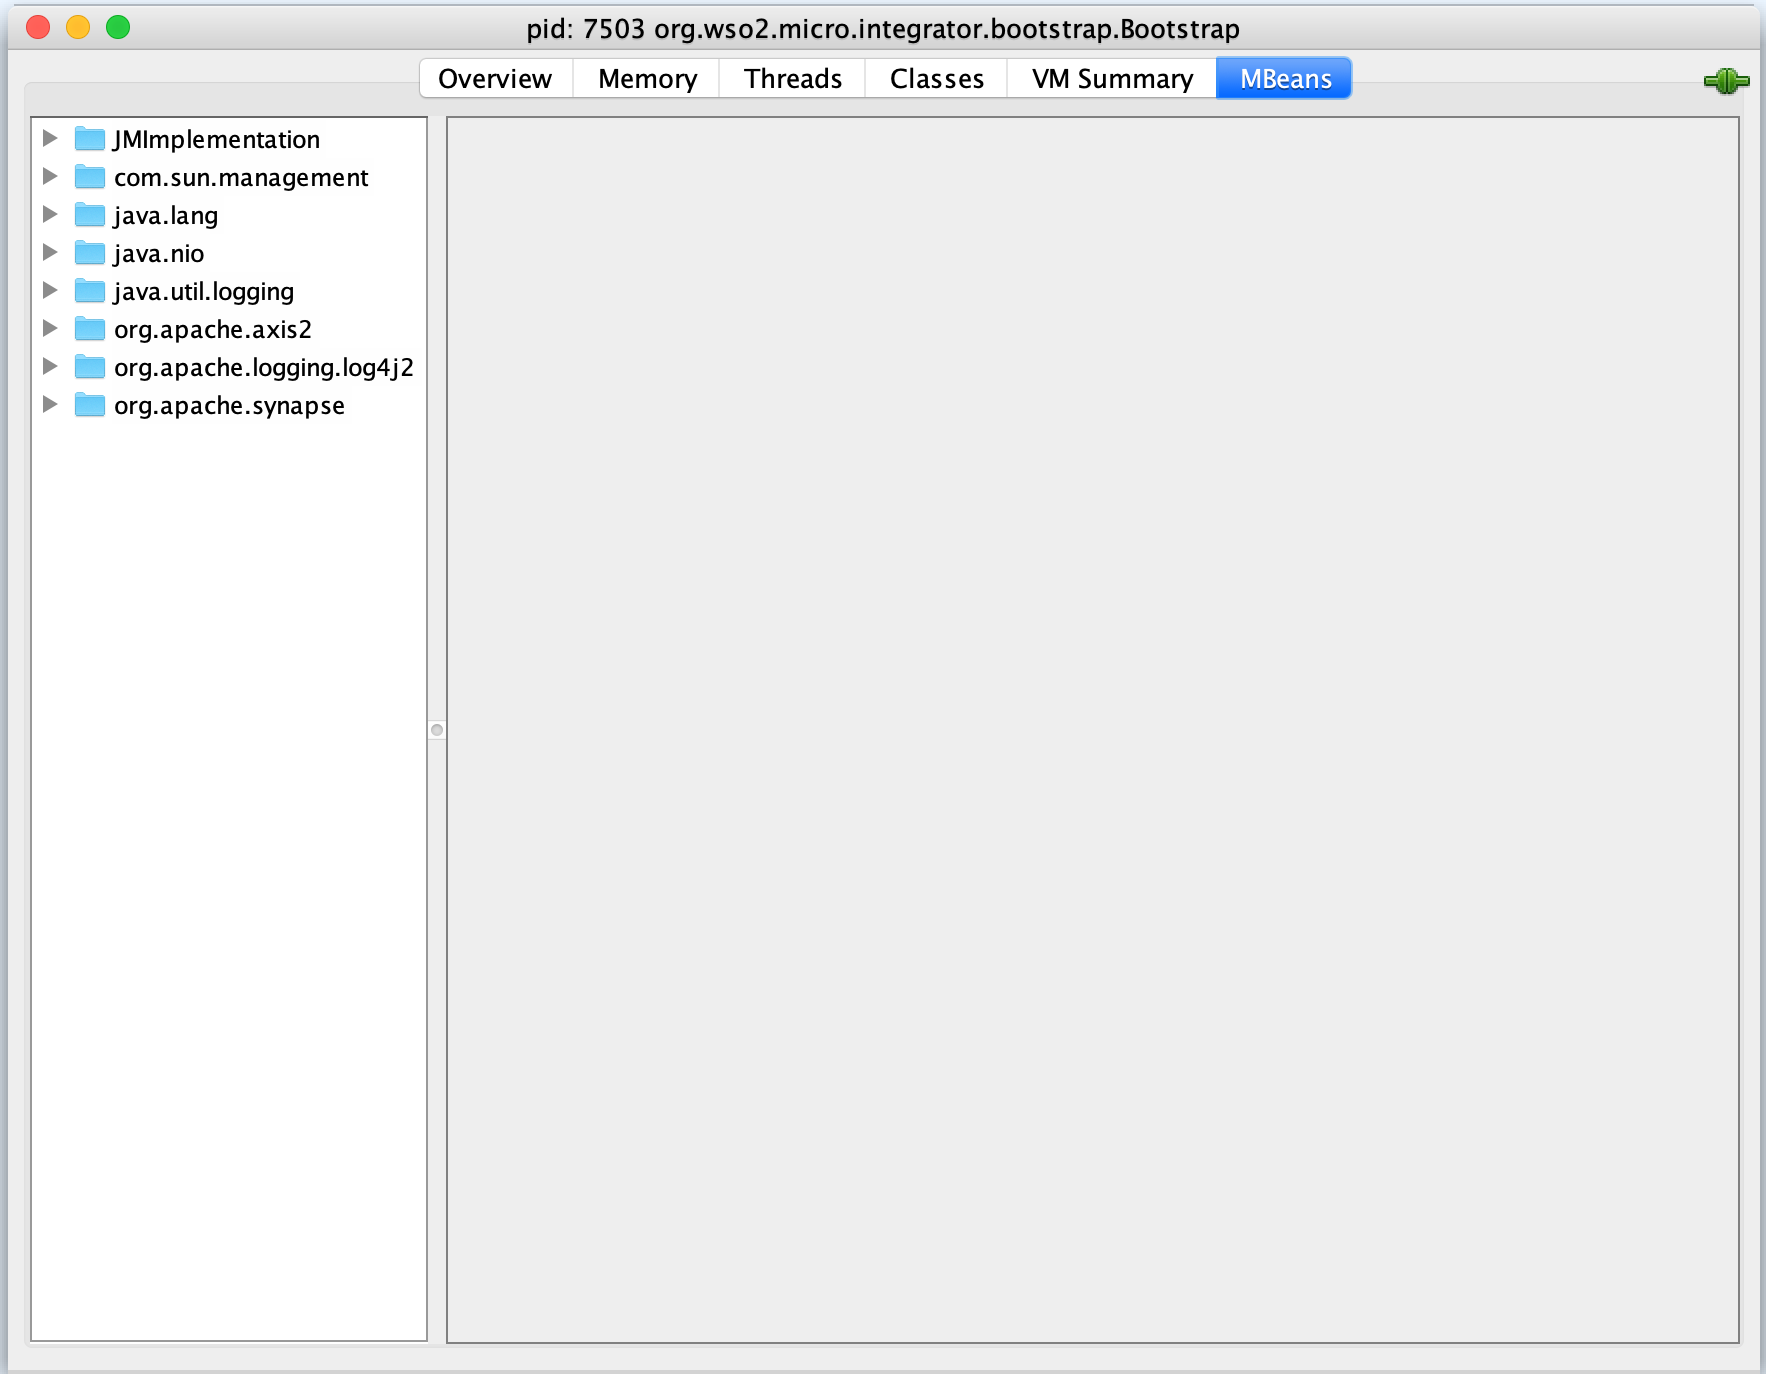 pid: 7503 org.wso2.micro.integrator.bootstrap.Bootstrap
Overview Memory Threads Classes VM Summary MBeans
JMImplementation
com.sun.management
java.lang
java.nio
java.util.logging
org.apache.axis2
org.apache.logging.log4j2
org.apache.synapse